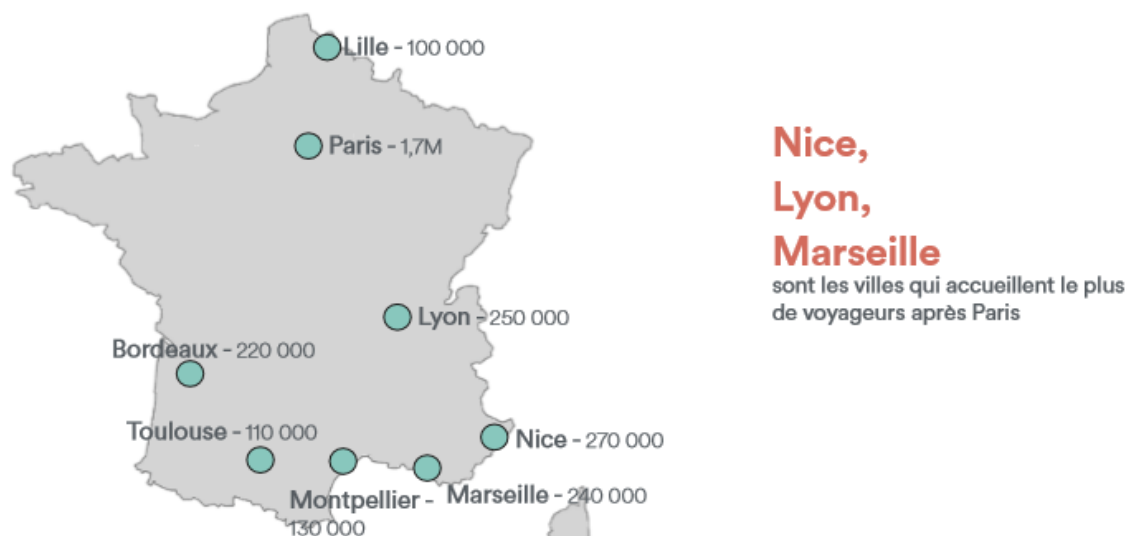 Lille - 100 000
Paris - 1,7M
Nice,
Lyon,
Marseille
sont les villes qui accueillent le plus
de voyageurs après Paris
Lyon - 250 000
Bordeaux - 220 000
Toulouse - 110 000
Nice - 270 000
Montpellier -
130 000
Marseille - 240 000